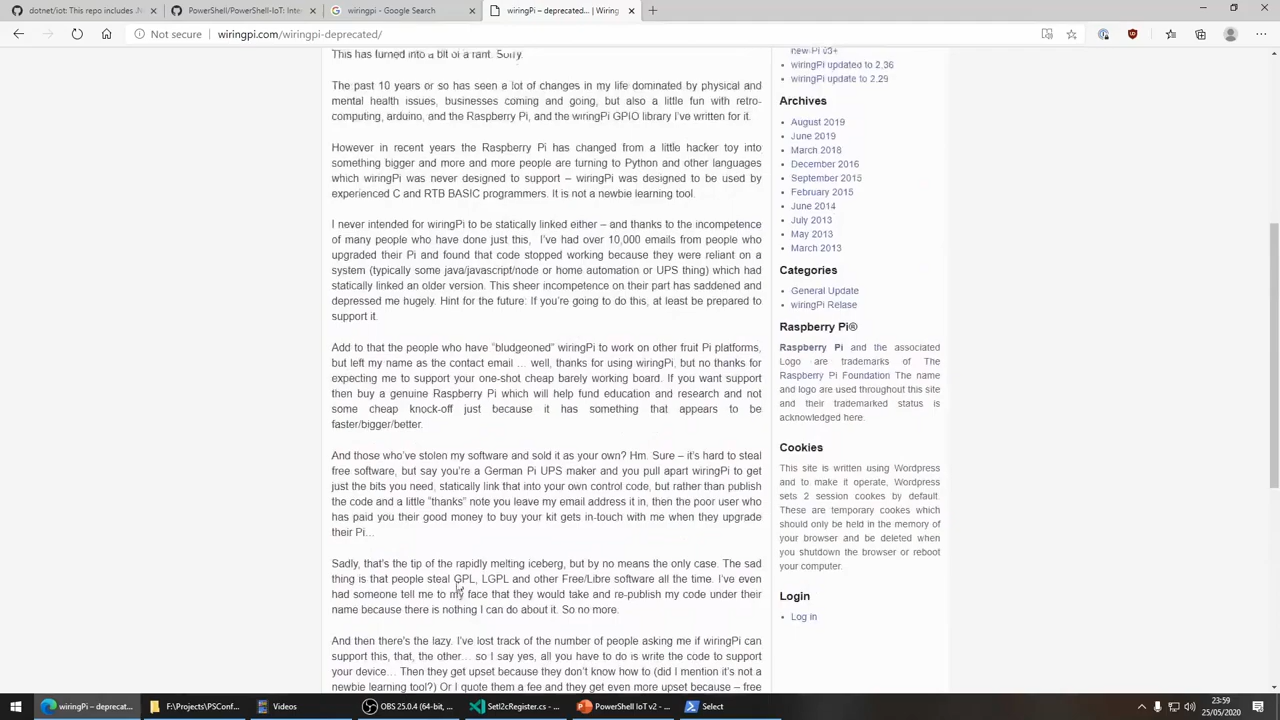 dotnet/iot: This repo includes .N
PowerShell/PowerShell-IoT: Inter
wiringpi - Google Search
wiringPi – deprecated… | Wiring
Not secure
wiringpi.com/wiringpi-deprecated/
This has turned into a bit of a rant. Sorry.
The past 10 years or so has seen a lot of changes in my life dominated by physical and
mental health issues, businesses coming and going, but also a little fun with retro-
computing, arduino, and the Raspberry Pi, and the wiringPi GPIO library I've written for it.
However in recent years the Raspberry Pi has changed from a little hacker toy into
something bigger and more and more people are turning to Python and other languages
which wiringPi was never designed to support – wiringPi was designed to be used by
experienced C and RTB BASIC programmers. It is not a newbie learning tool.
I never intended for wiringPi to be statically linked either – and thanks to the incompetence
of many people who have done just this, I've had over 10,000 emails from people who
upgraded their Pi and found that code stopped working because they were reliant on a
system (typically some java/javascript/node or home automation or UPS thing) which had
statically linked an older version. This sheer incompetence on their part has saddened and
depressed me hugely. Hint for the future: If you're going to do this, at least be prepared to
support it.
Add to that the people who have “bludgeoned” wiringPi to work on other fruit Pi platforms,
but left my name as the contact email … well, thanks for using wiringPi, but no thanks for
expecting me to support your one-shot cheap barely working board. If you want support
then buy a genuine Raspberry Pi which will help fund education and research and not
some cheap knock-off just because it has something that appears to be
faster/bigger/better.
And those who've stolen my software and sold it as your own? Hm. Sure – it's hard to steal
free software, but say you're a German Pi UPS maker and you pull apart wiringPi to get
just the bits you need, statically link that into your own control code, but rather than publish
the code and a little “thanks” note you leave my email address it in, then the poor user who
has paid you their good money to buy your kit gets in-touch with me when they upgrade
their Pi…
Sadly, that's the tip of the rapidly melting iceberg, but by no means the only case. The sad
thing is that people steal GPL, LGPL and other Free/Libre software all the time. I've even
had someone tell me to my face that they would take and re-publish my code under their
name because there is nothing I can do about it. So no more.
And then there's the lazy. I've lost track of the number of people asking me if wiringPi can
support this, that, the other… so I say yes, all you have to do is write the code to support
your device… Then they get upset because they don't know how to (did I mention it's not a
newbie learning tool?) Or I quote them a fee and they get even more upset because – free
new Pi v3+
wiringPi updated to 2.36
wiringPi update to 2.29
Archives
August 2019
June 2019
March 2018
December 2016
September 2015
February 2015
June 2014
July 2013
May 2013
March 2013
Categories
General Update
wiringPi Relase
Raspberry Pi®
Raspberry Pi and the associated
Logo are trademarks of The
Raspberry Pi Foundation The name
and logo are used throughout this site
and their trademarked status is
acknowledged here.
Cookies
This site is written using Wordpress
and to make it operate, Wordpress
sets 2 session cookes by default.
These are temporary cookes which
should only be held in the memory of
your browser and be deleted when
you shutdown the browser or reboot
your computer.
Login
Log in
wiringPi – deprecat…
F:\Projects\PSConf…
Videos
OBS 25.0.4 (64-bit, …
SetI2cRegister.cs - …
PowerShell IoT v2 - …
Select
23:59
25/05/2020